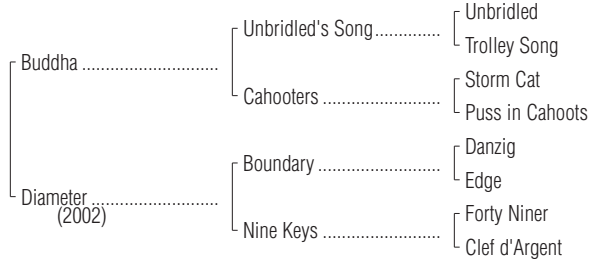 Unbridled
Unbridled's Song..............
Trolley Song
Buddha .............................
Storm Cat
Cahooters .........................
Puss in Cahoots
Danzig
Boundary ..........................
Edge
Diameter ...........................
(2002)
Forty Niner
Nine Keys .........................
Clef d'Argent